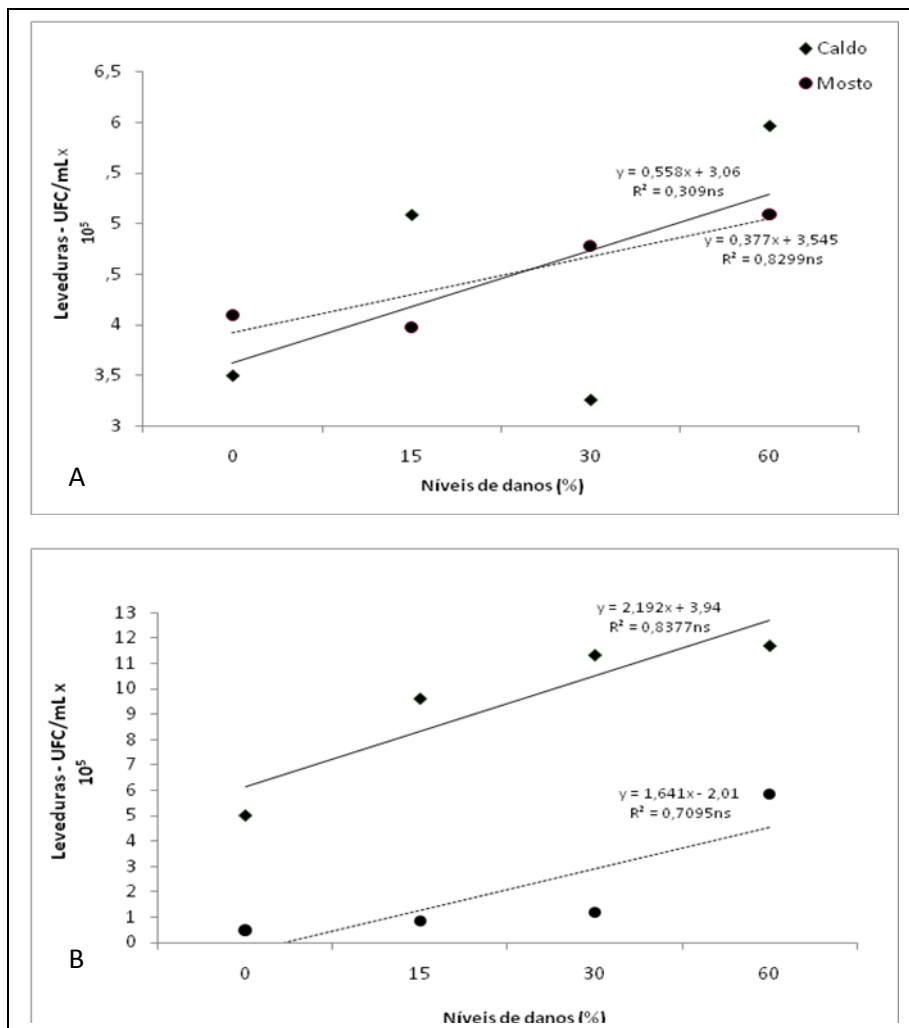 Caldo
Mosto
6,5
6
,5
5
,5
4
3,5
3
Leveduras - UFC/mL x
10⁵
y = 0,558x + 3,06
R² = 0,309ns
y = 0,377x + 3,545
R² = 0,8299ns
0 15 30 60
Níveis de danos (%)
A
13
12
11
10
9
8
7
6
5
4
3
2
1
0
Leveduras - UFC/mL x
10⁵
y = 2,192x + 3,94
R² = 0,8377ns
y = 1,641x - 2,01
R² = 0,7095ns
0 15 30 60
B
Níveis de danos (%)